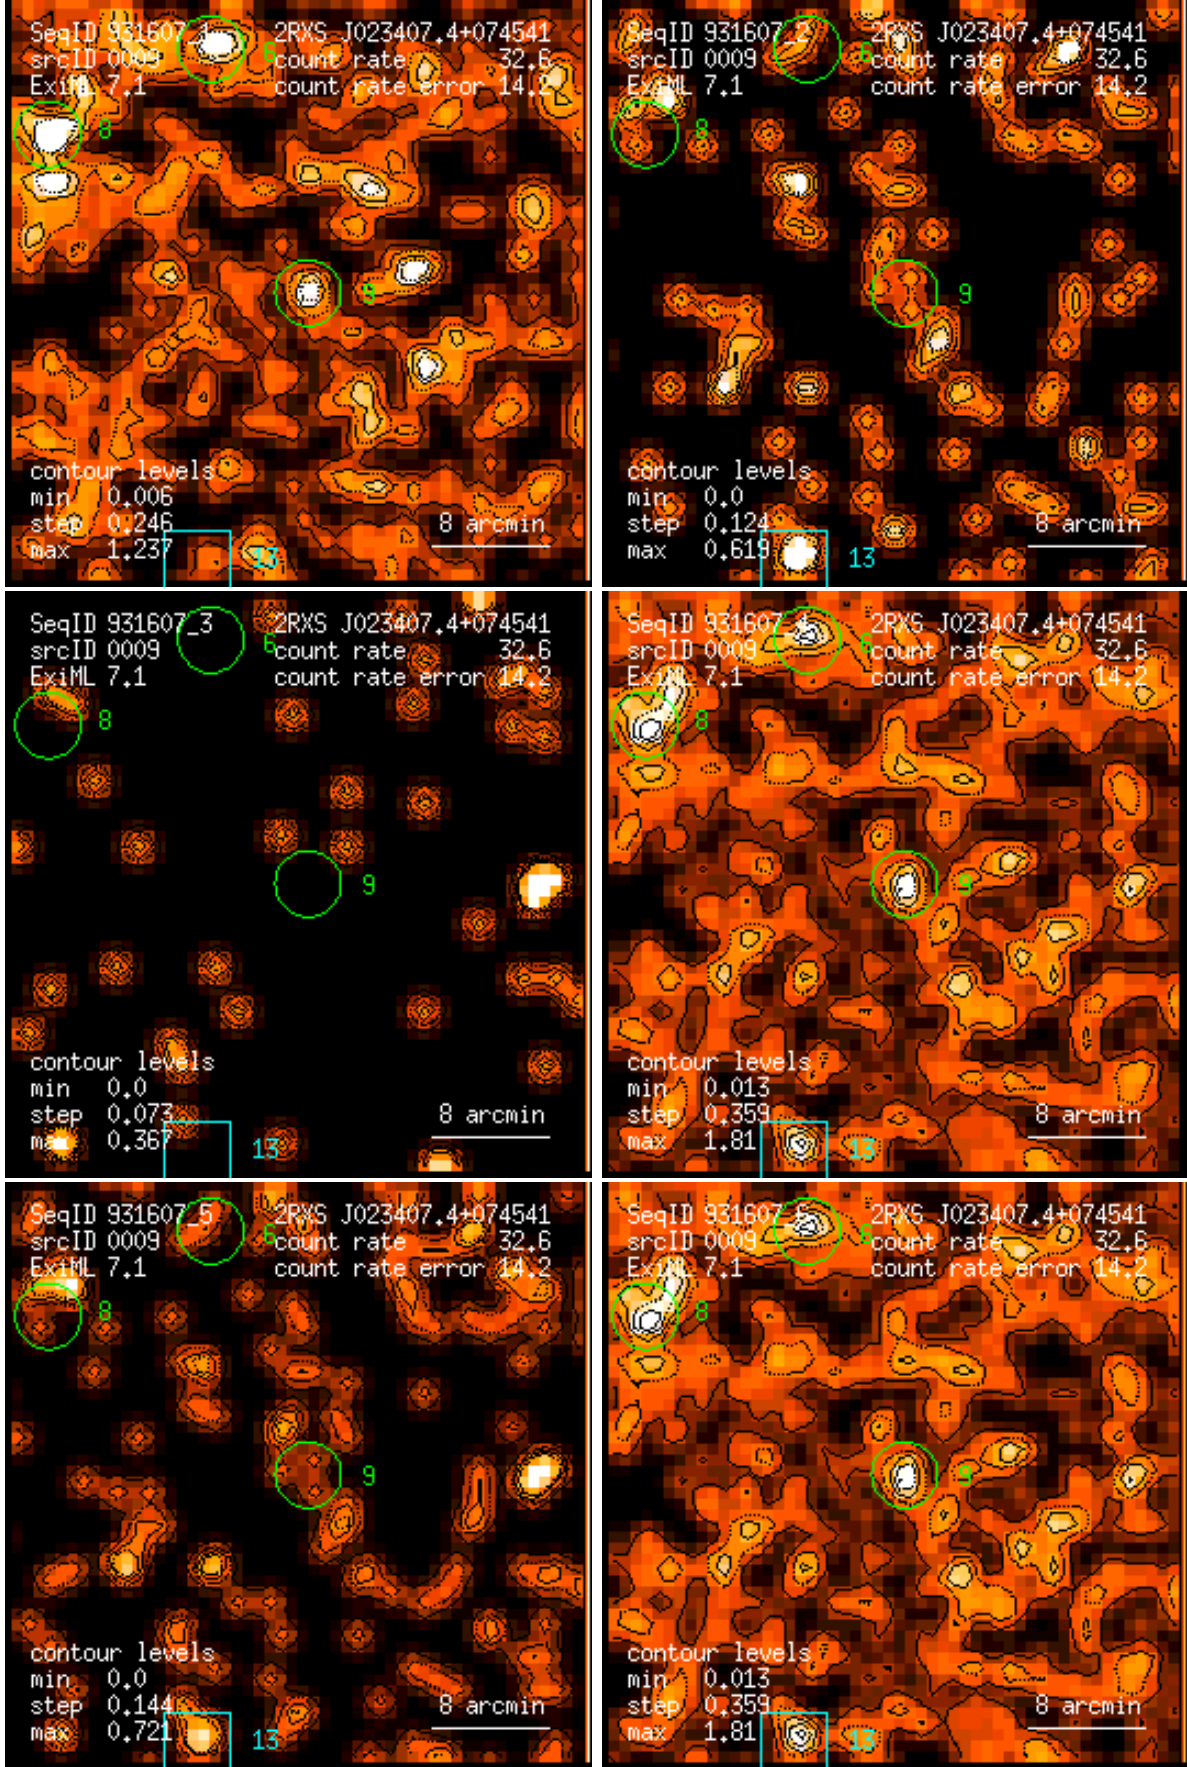 SeqID 931607_1 2RXS J023407.4+074541
srcID 0009 6 count rate 32.6
ExiML 7.1 count rate error 14.2
8
9
contour levels
min 0.006
step 0.246 8 arcmin
max 1.237 13
SeqID 931607_2 2RXS J023407.4+074541
srcID 0009 6 count rate 32.6
ExiML 7.1 count rate error 14.2
8
9
contour levels
min 0.0
step 0.124 8 arcmin
max 0.619 13
SeqID 931607_3 2RXS J023407.4+074541
srcID 0009 6 count rate 32.6
ExiML 7.1 count rate error 14.2
8
9
contour levels
min 0.0
step 0.073 8 arcmin
max 0.367 13
SeqID 931607_4 2RXS J023407.4+074541
srcID 0009 6 count rate 32.6
ExiML 7.1 count rate error 14.2
8
9
contour levels
min 0.013
step 0.359 8 arcmin
max 1.81 13
SeqID 931607_5 2RXS J023407.4+074541
srcID 0009 6 count rate 32.6
ExiML 7.1 count rate error 14.2
8
9
contour levels
min 0.0
step 0.144 8 arcmin
max 0.721 13
SeqID 931607_6 2RXS J023407.4+074541
srcID 0009 6 count rate 32.6
ExiML 7.1 count rate error 14.2
8
9
contour levels
min 0.013
step 0.359 8 arcmin
max 1.81 13